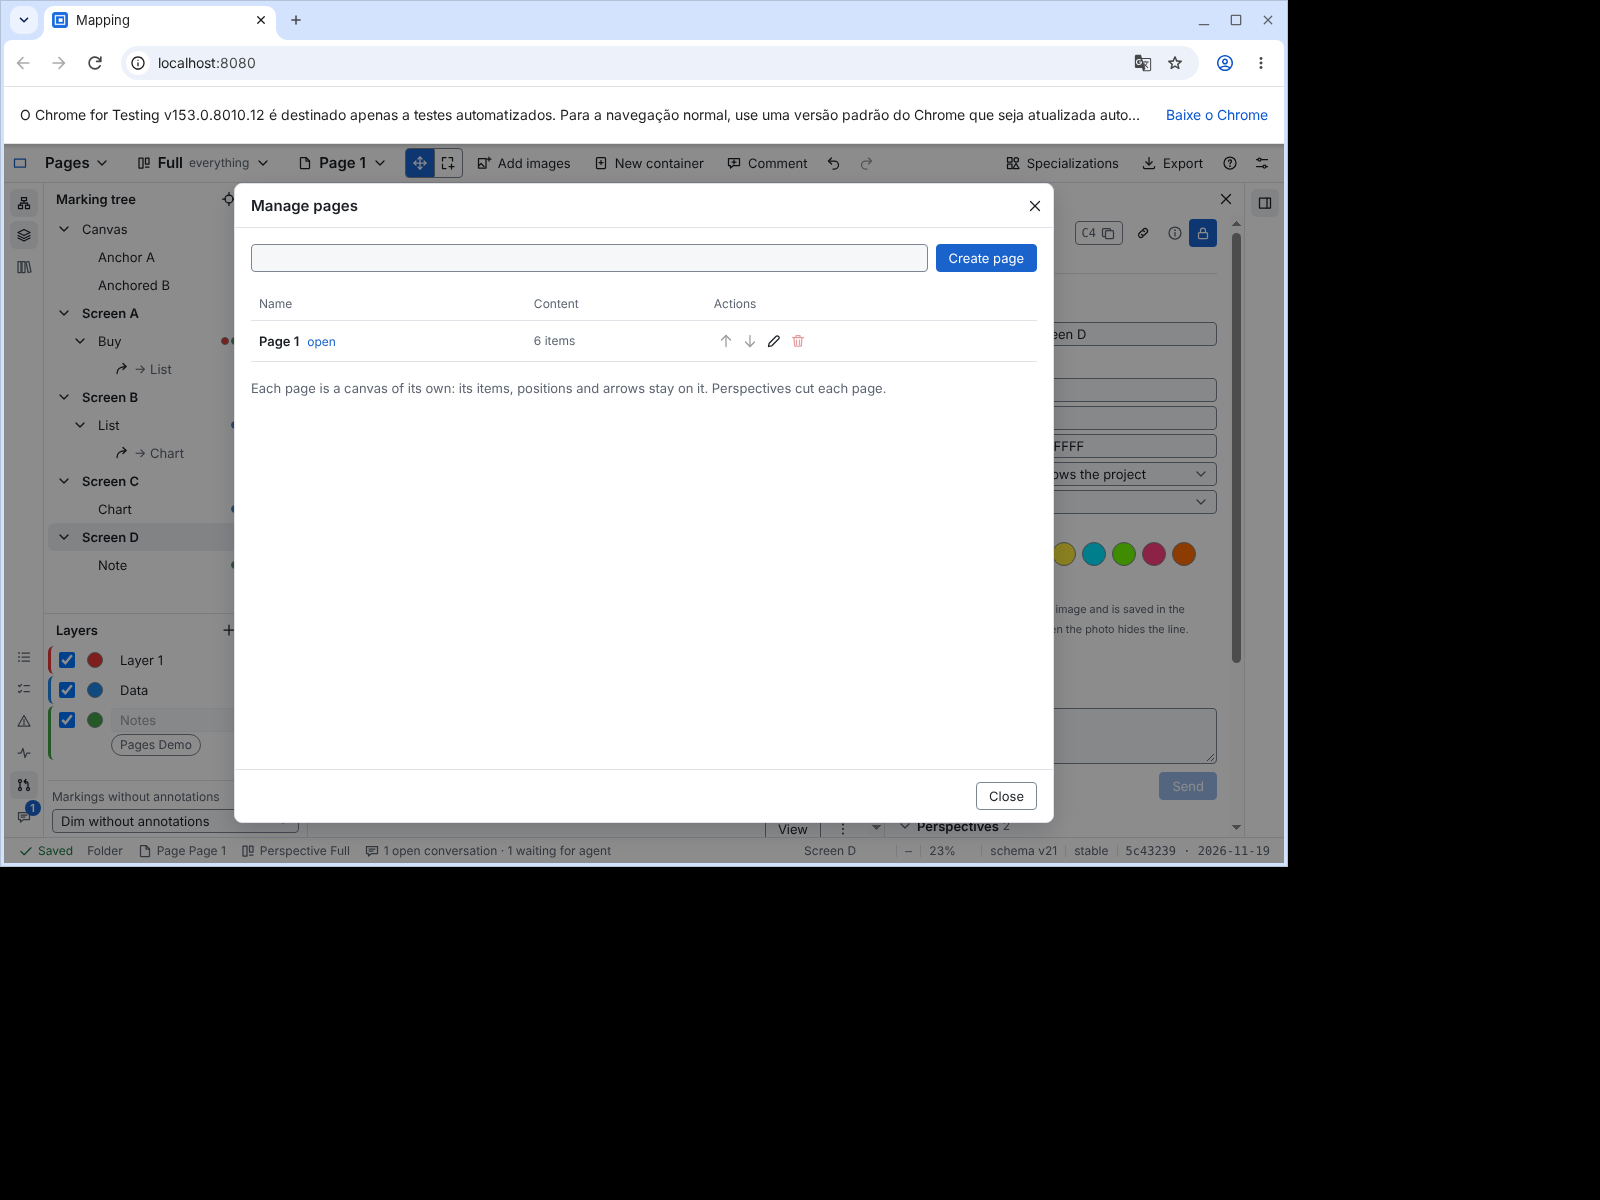 Mapping
localhost:8080
O Chrome for Testing v153.0.8010.12 é destinado apenas a testes automatizados. Para a navegação normal, use uma versão padrão do Chrome que seja atualizada auto... Baixe o Chrome
Pages Full everything Page 1 Add images New container Comment Specializations Export
Marking tree
Canvas
Anchor A
Anchored B
Screen A
Buy
→ List
Screen B
List
→ Chart
Screen C
Chart
Screen D
Note
Layers
Layer 1
Data
Notes
Pages Demo
Markings without annotations
Dim without annotations
1
Manage pages
Create page
Name Content Actions
Page 1 open 6 items
Each page is a canvas of its own: its items, positions and arrows stay on it. Perspectives cut each page.
Close
C4
een D
FFFF
ows the project
image and is saved in the
en the photo hides the line.
Send
View
Perspectives 2
Saved Folder Page Page 1 Perspective Full 1 open conversation · 1 waiting for agent Screen D – 23% schema v21 stable 5c43239 · 2026-11-19